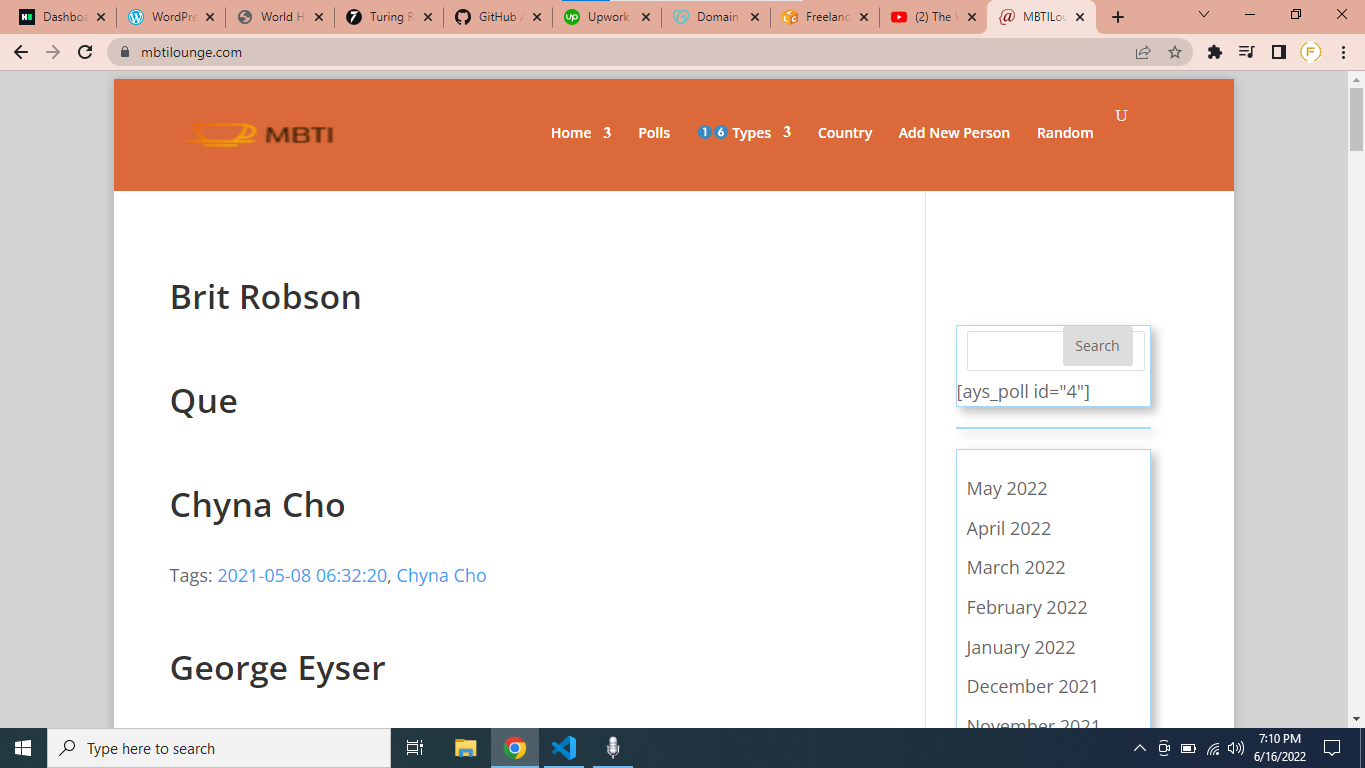 Dashboa
WordPre
World H
Turing R
GitHub
Upwork
Domain
Freelanc
(2) The
MBTILou
mbtilounge.com
F
MBTI
Home 3
Polls
1 6 Types 3
Country
Add New Person
Random
U
Brit Robson
Que
Chyna Cho
Tags: 2021-05-08 06:32:20, Chyna Cho
George Eyser
Search
[ays_poll id="4"]
May 2022
April 2022
March 2022
February 2022
January 2022
December 2021
November 2021
Type here to search
7:10 PM
6/16/2022